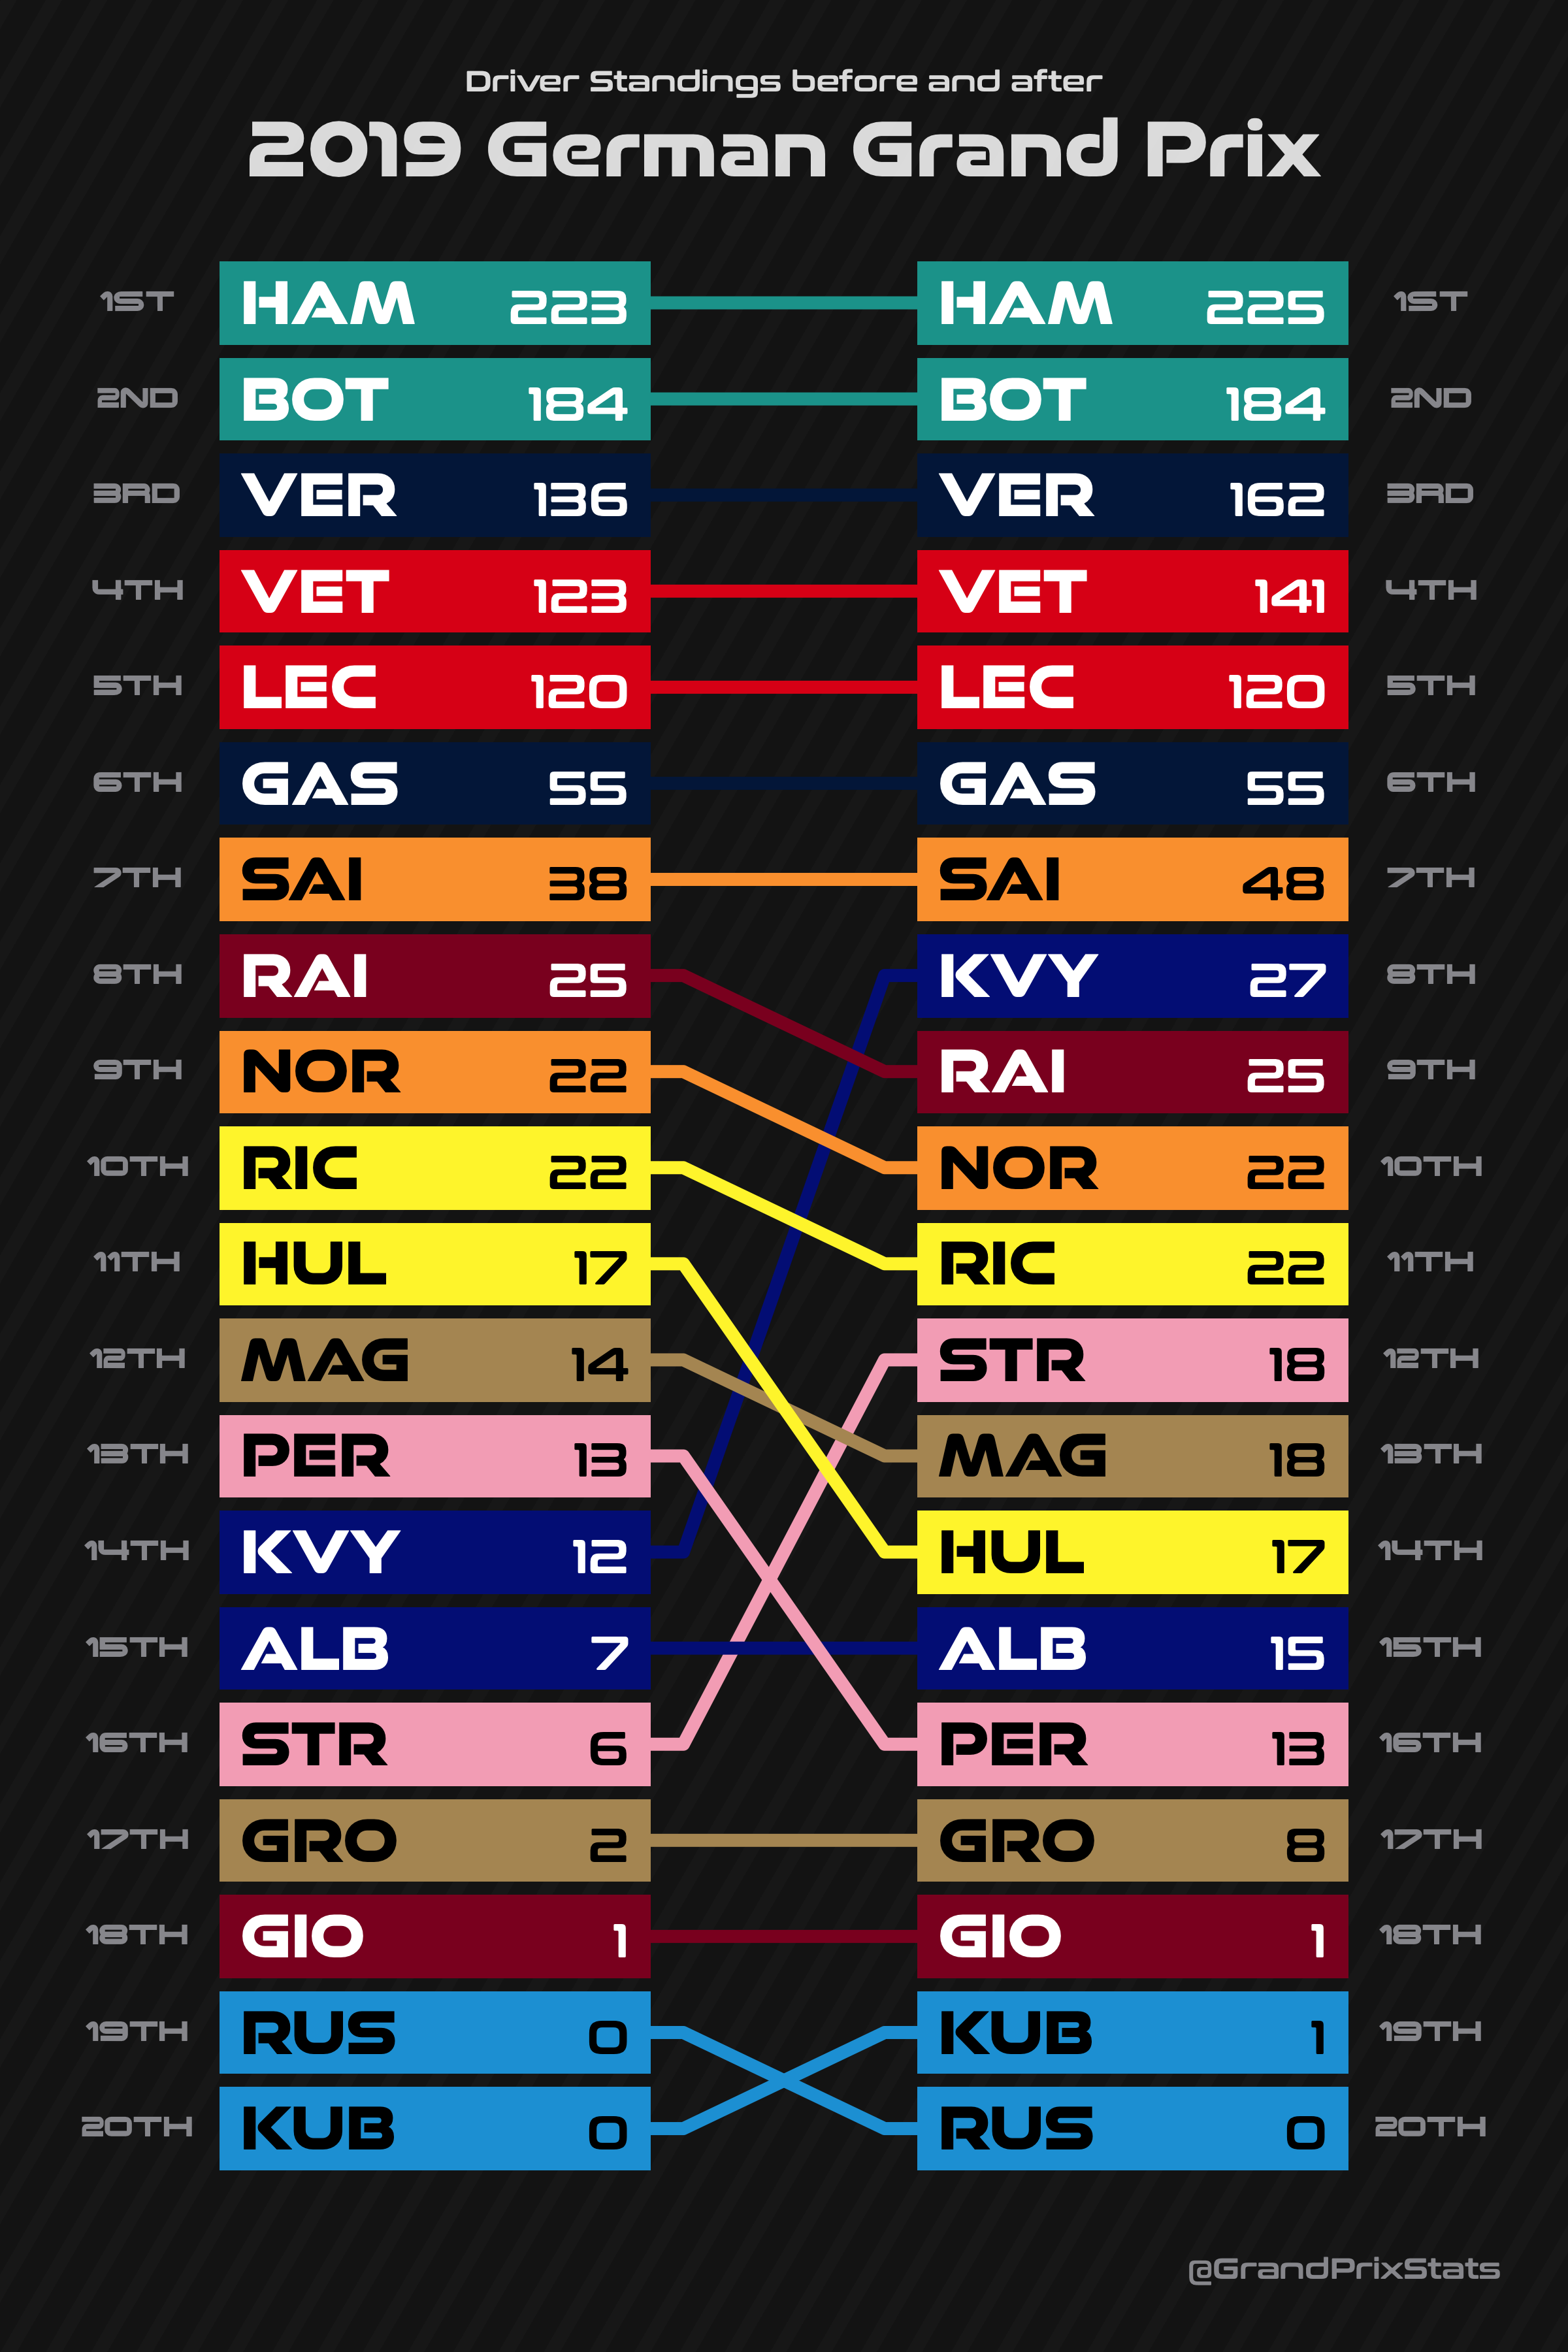 Driver Standings before and after
2019 German Grand Prix
1ST HAM 223 HAM 225 1ST
2ND BOT 184 BOT 184 2ND
3RD VER 136 VER 162 3RD
4TH VET 123 VET 141 4TH
5TH LEC 120 LEC 120 5TH
6TH GAS 55 GAS 55 6TH
7TH SAI 38 SAI 48 7TH
8TH RAI 25 KVY 27 8TH
9TH NOR 22 RAI 25 9TH
10TH RIC 22 NOR 22 10TH
11TH HUL 17 RIC 22 11TH
12TH MAG 14 STR 18 12TH
13TH PER 13 MAG 18 13TH
14TH KVY 12 HUL 17 14TH
15TH ALB 7 ALB 15 15TH
16TH STR 6 PER 13 16TH
17TH GRO 2 GRO 8 17TH
18TH GIO 1 GIO 1 18TH
19TH RUS 0 KUB 1 19TH
20TH KUB 0 RUS 0 20TH
@GrandPrixStats